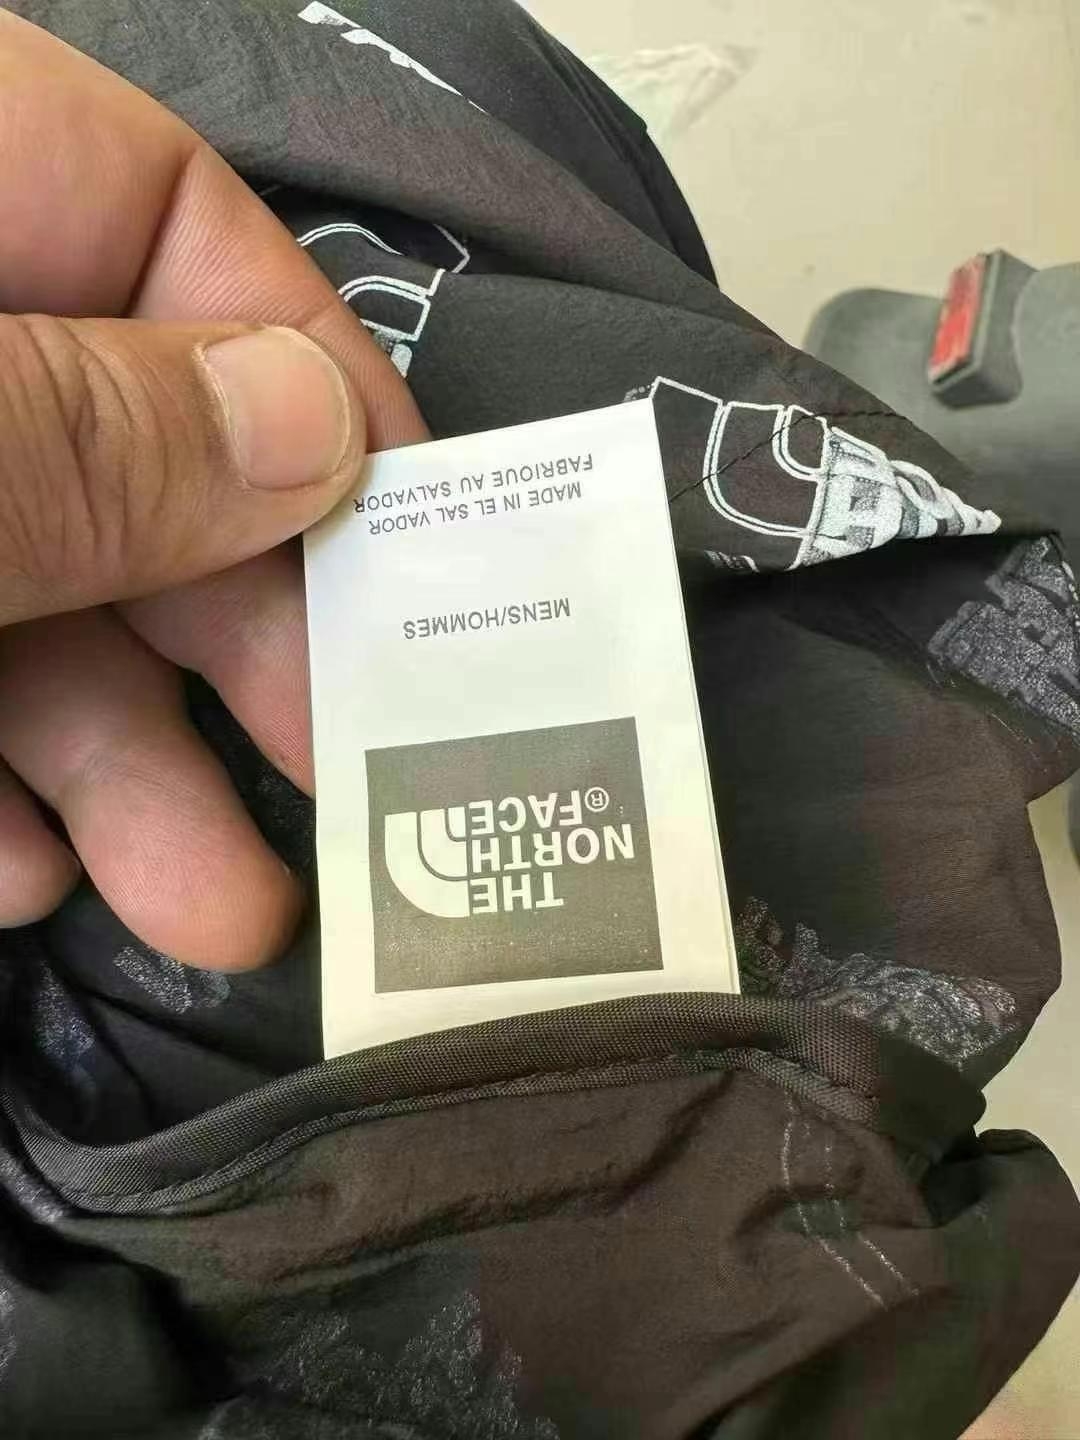 THE
NORTH
FACE®
MENS/HOMMES
MADE IN EL SAL VADOR
FABRIQUE AU SALVADOR